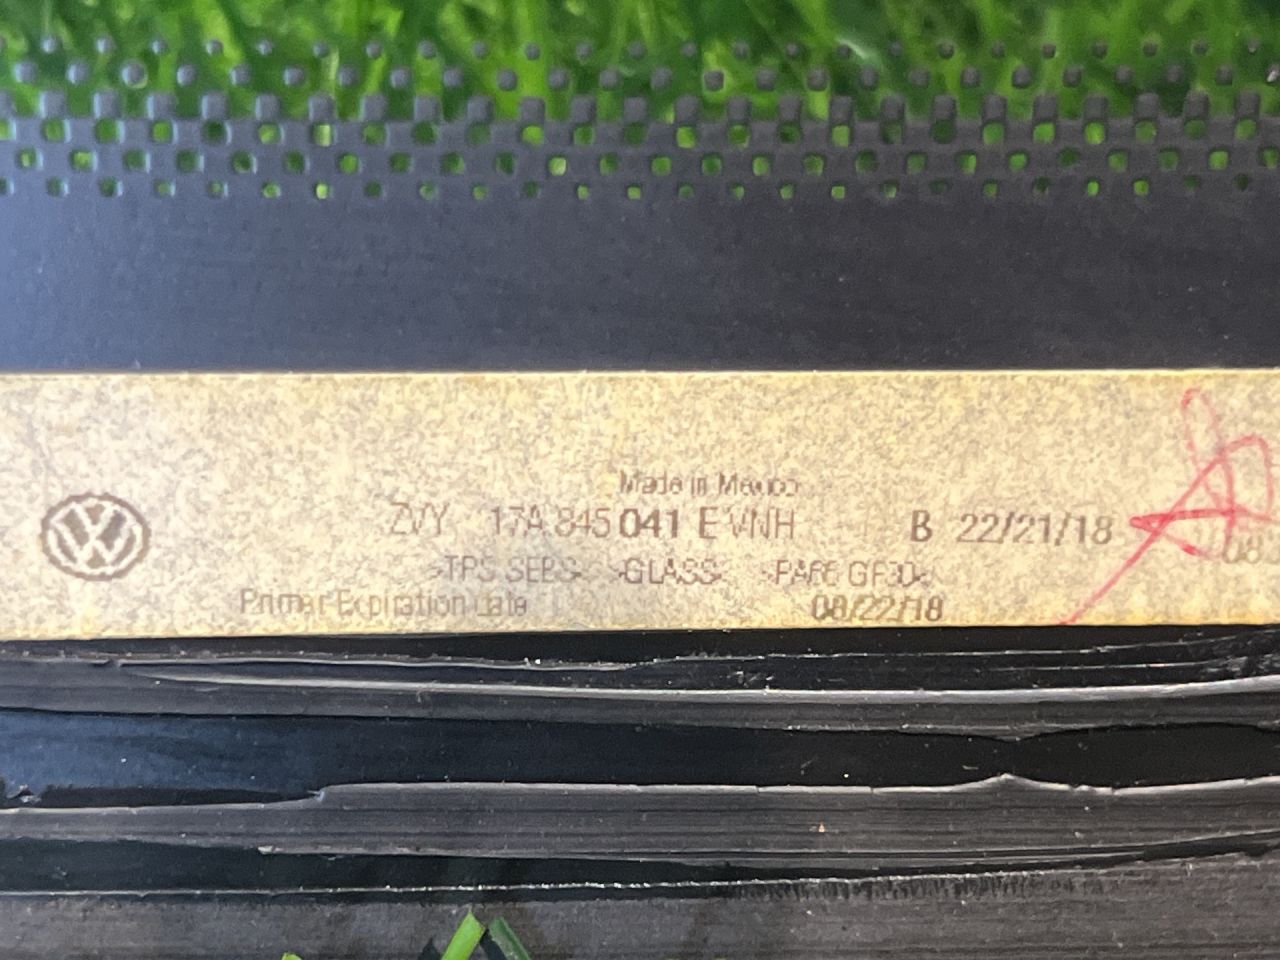 Made in Mexico
ZVY 17A 845 041 E VNH B 22/21/18
>TPS SEBS< >GLASS< >PA66 GF30<
Primer Expiration date 08/22/18